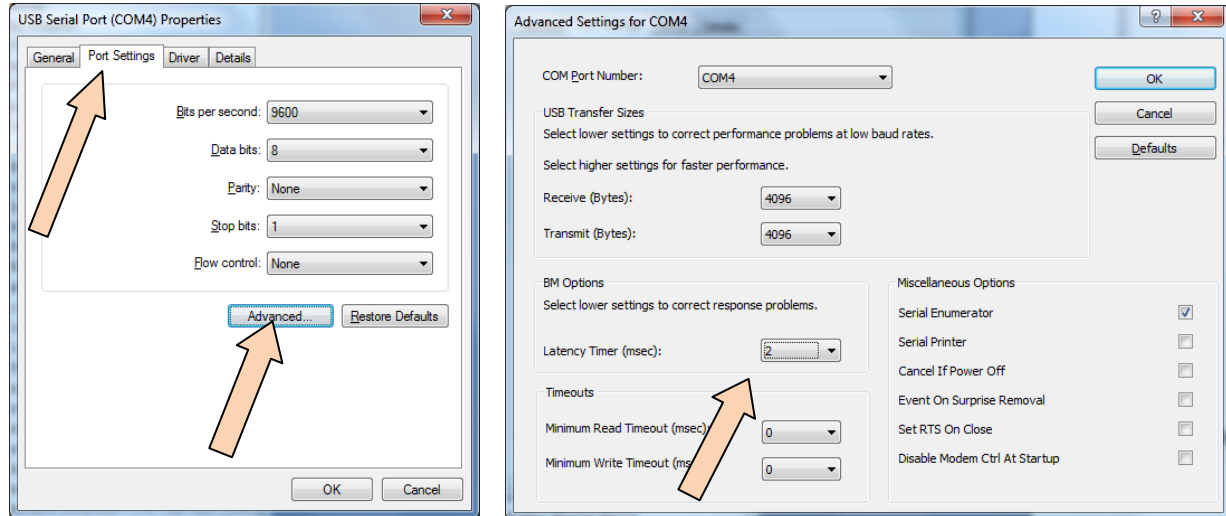 USB Serial Port (COM4) Properties
General Port Settings Driver Details
Bits per second: 9600
Data bits: 8
Parity: None
Stop bits: 1
Flow control: None
Advanced... Restore Defaults
OK Cancel
Advanced Settings for COM4
COM Port Number: COM4
OK
Cancel
Defaults
USB Transfer Sizes
Select lower settings to correct performance problems at low baud rates.
Select higher settings for faster performance.
Receive (Bytes): 4096
Transmit (Bytes): 4096
BM Options
Select lower settings to correct response problems.
Latency Timer (msec): 2
Timeouts
Minimum Read Timeout (msec): 0
Minimum Write Timeout (ms 0
Miscellaneous Options
Serial Enumerator
Serial Printer
Cancel If Power Off
Event On Surprise Removal
Set RTS On Close
Disable Modem Ctrl At Startup